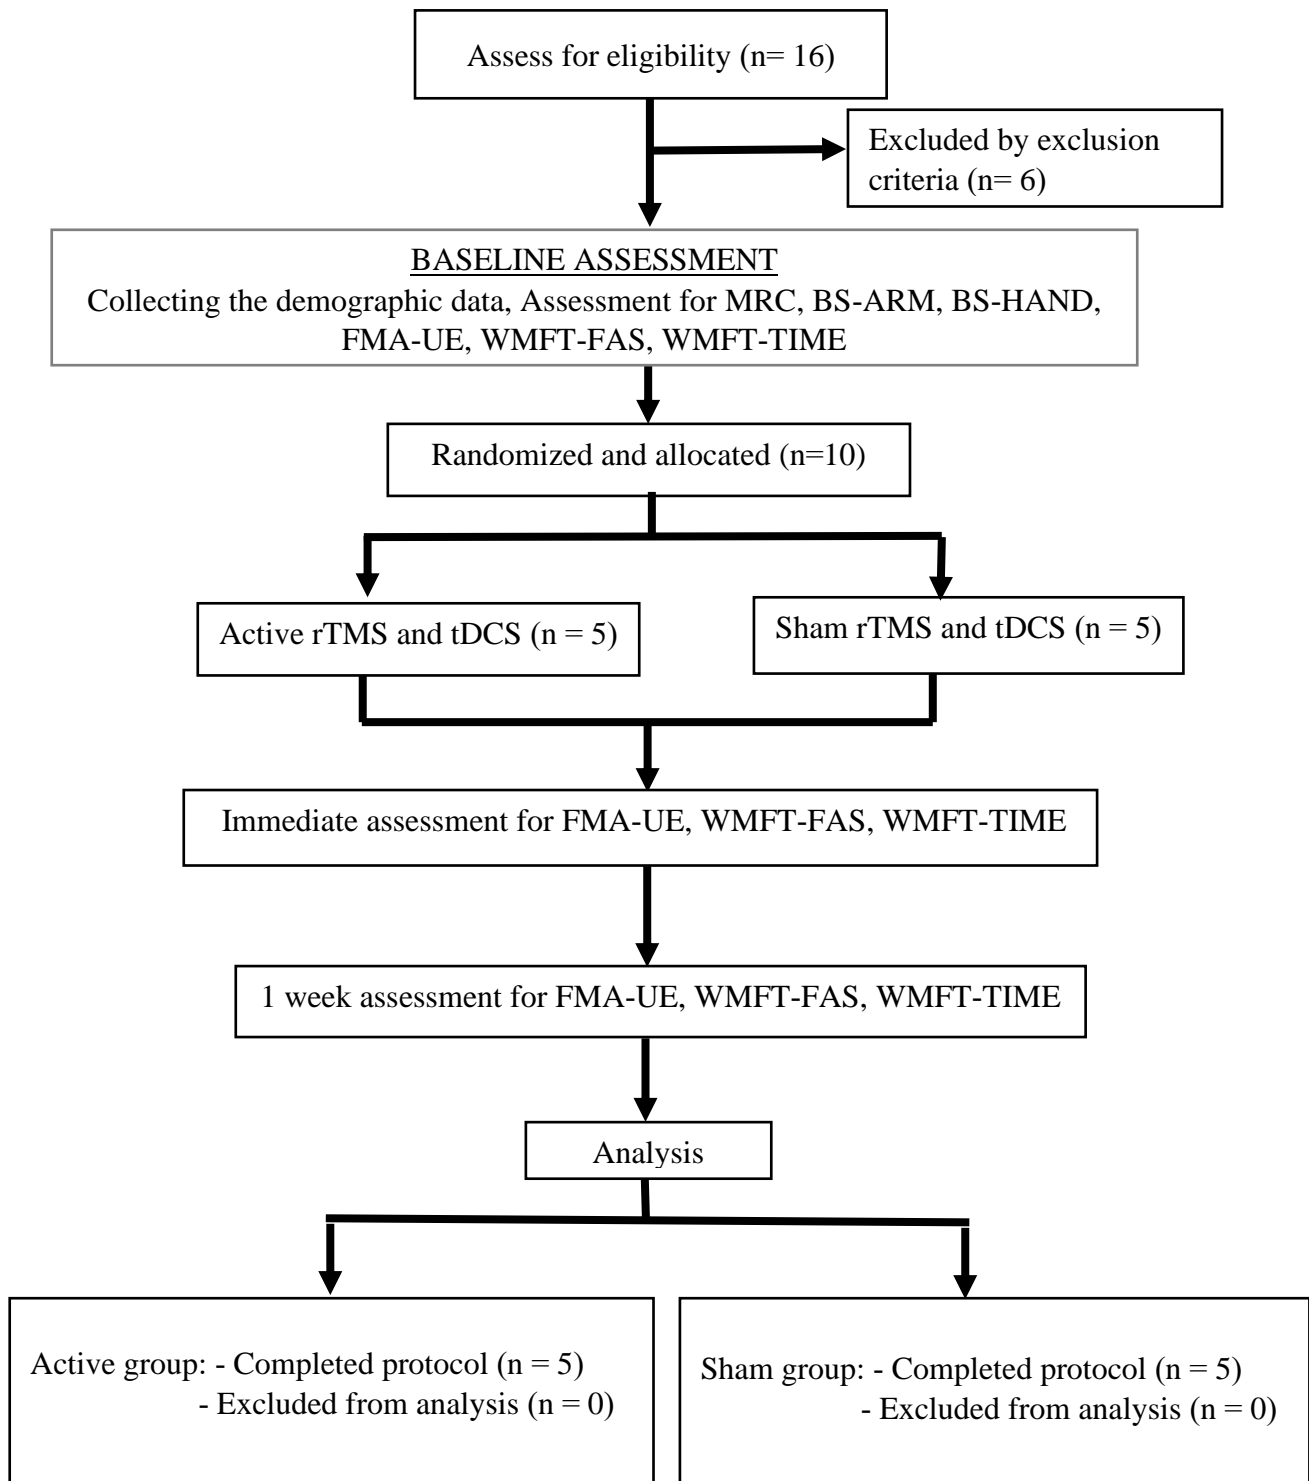 Assess for eligibility (n= 16)
Excluded by exclusion
criteria (n= 6)
BASELINE ASSESSMENT
Collecting the demographic data, Assessment for MRC, BS-ARM, BS-HAND,
FMA-UE, WMFT-FAS, WMFT-TIME
Randomized and allocated (n=10)
Active rTMS and tDCS (n = 5)
Sham rTMS and tDCS (n = 5)
Immediate assessment for FMA-UE, WMFT-FAS, WMFT-TIME
1 week assessment for FMA-UE, WMFT-FAS, WMFT-TIME
Analysis
Active group: - Completed protocol (n = 5)
- Excluded from analysis (n = 0)
Sham group: - Completed protocol (n = 5)
- Excluded from analysis (n = 0)